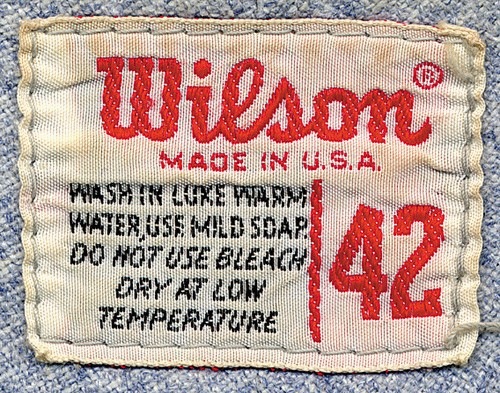 Wilson®
MADE IN U.S.A.
WASH IN LUKE WARM
WATER, USE MILD SOAP.
DO NOT USE BLEACH
DRY AT LOW
TEMPERATURE
42